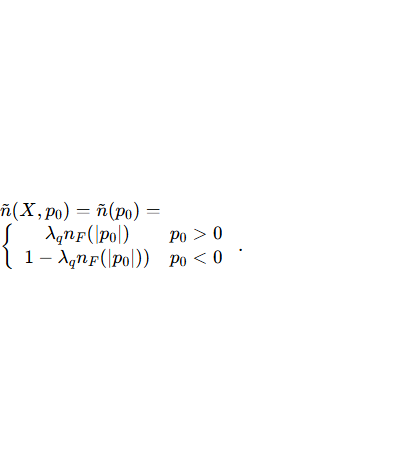 ñ(X, p₀) = ñ(p₀) =
{ λ_q n_F(|p₀|) p₀ > 0
1 − λ_q n_F(|p₀|)) p₀ < 0 .